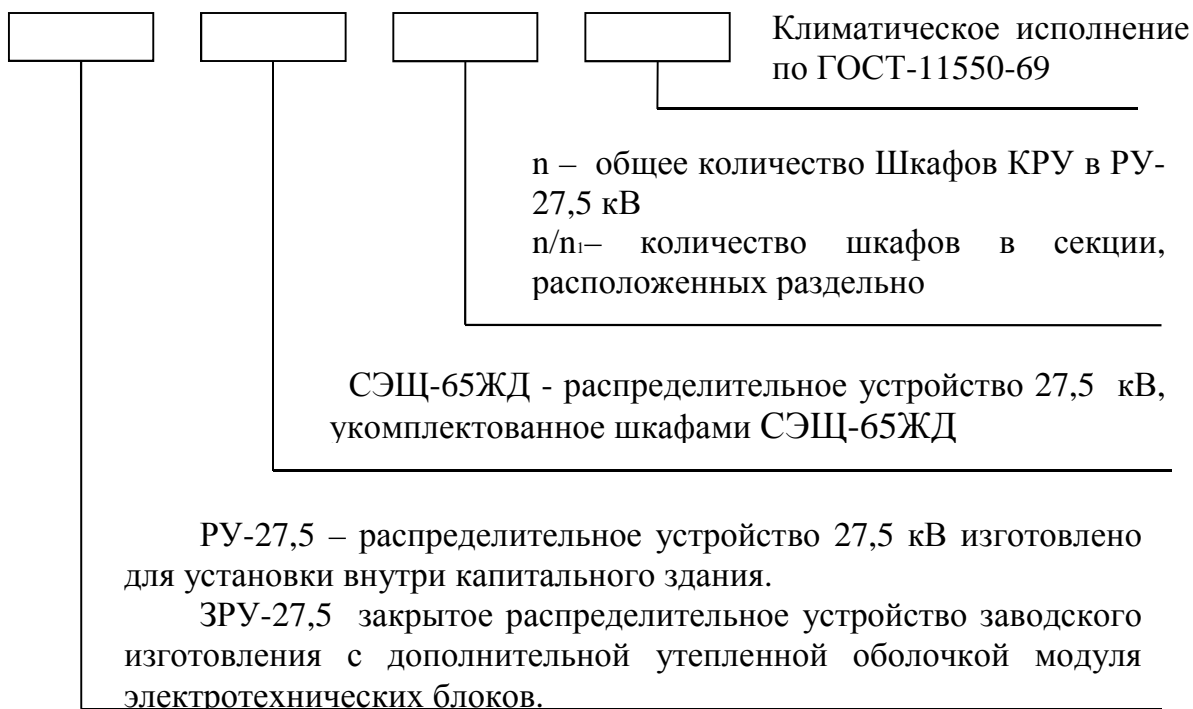 Климатическое исполнение
по ГОСТ-11550-69
n – общее количество Шкафов КРУ в РУ-
27,5 кВ
n/n₁– количество шкафов в секции,
расположенных раздельно
СЭЩ-65ЖД - распределительное устройство 27,5 кВ,
укомплектованное шкафами СЭЩ-65ЖД
РУ-27,5 – распределительное устройство 27,5 кВ изготовлено
для установки внутри капитального здания.
ЗРУ-27,5 закрытое распределительное устройство заводского
изготовления с дополнительной утепленной оболочкой модуля
электротехнических блоков.